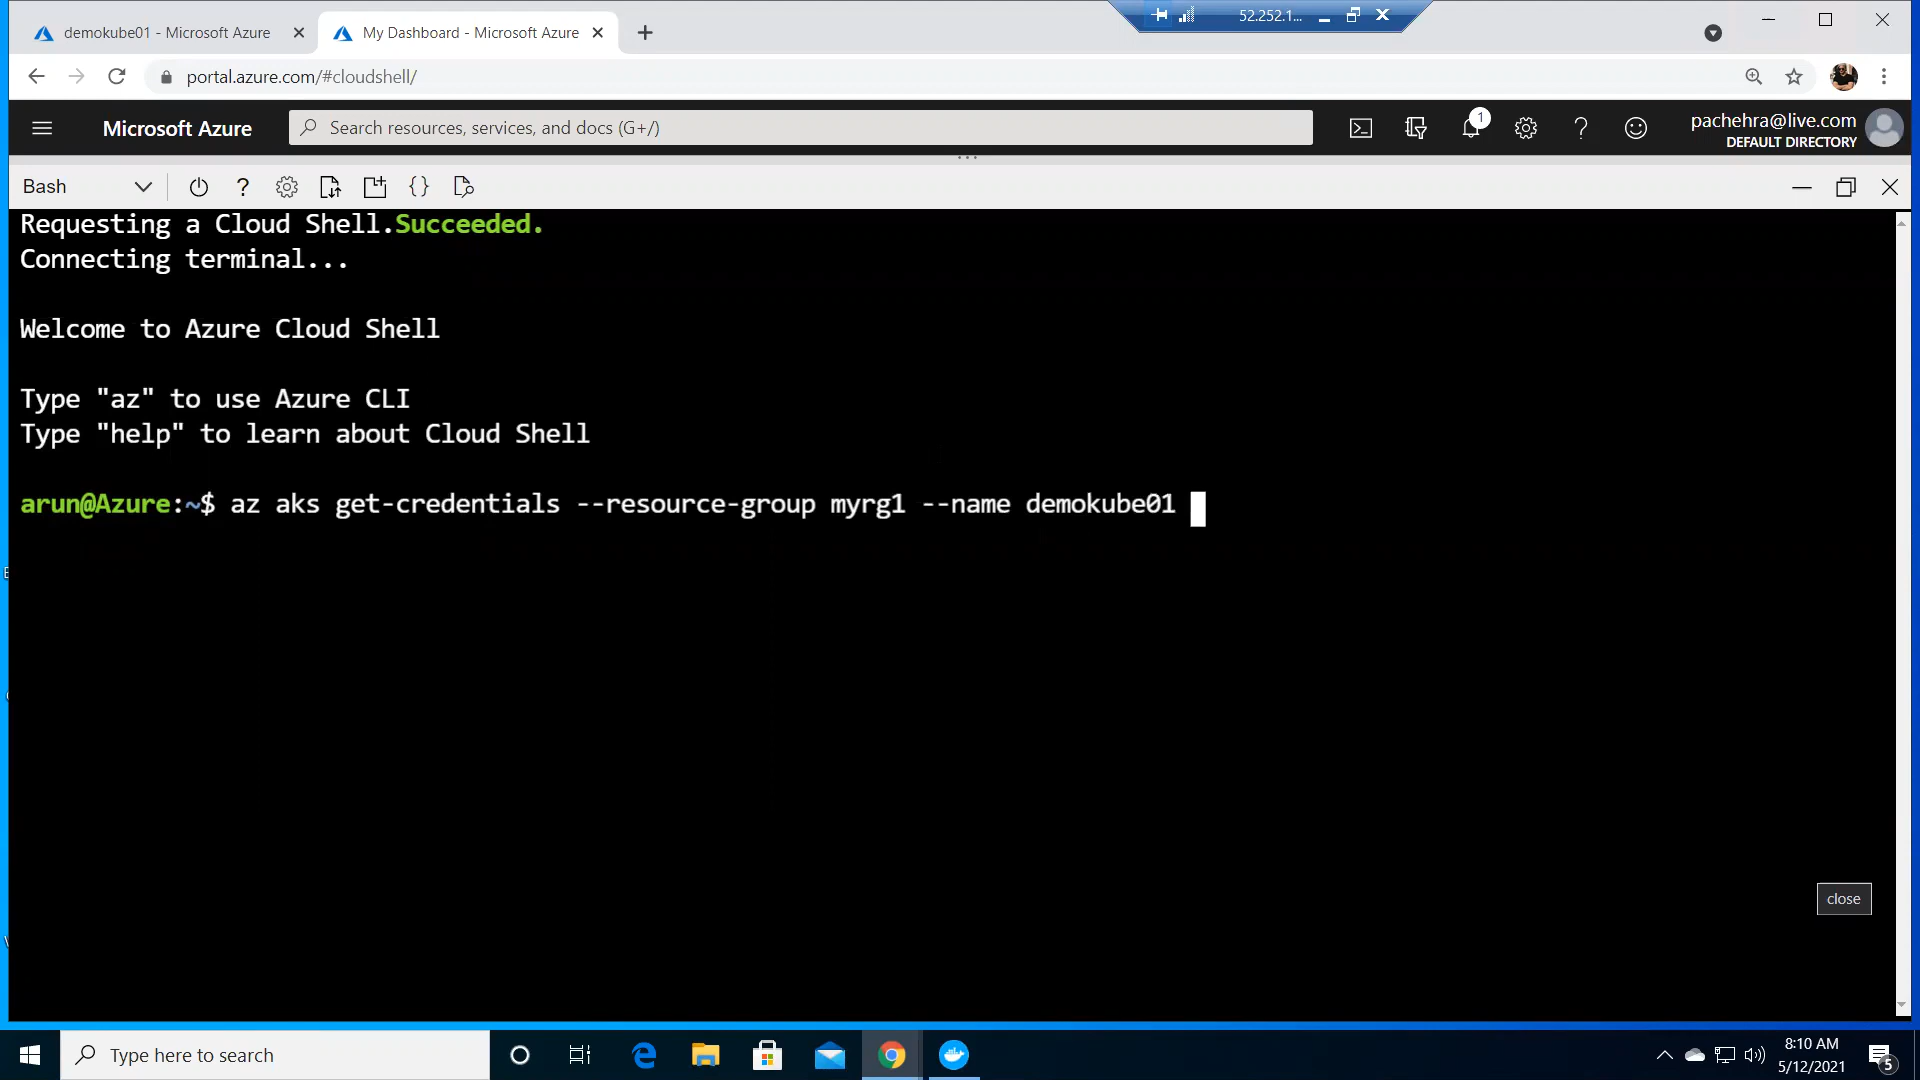 52.252.1...
demokube01 - Microsoft Azure
My Dashboard - Microsoft Azure
portal.azure.com/#cloudshell/
Microsoft Azure
Search resources, services, and docs (G+/)
1
pachehra@live.com
DEFAULT DIRECTORY
Bash
Requesting a Cloud Shell.Succeeded.
Connecting terminal...
Welcome to Azure Cloud Shell
Type "az" to use Azure CLI
Type "help" to learn about Cloud Shell
arun@Azure:~$ az aks get-credentials --resource-group myrg1 --name demokube01
close
Type here to search
8:10 AM
5/12/2021
5